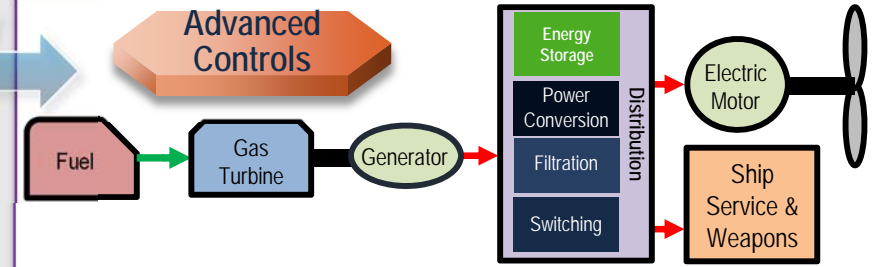 Advanced
Controls
Fuel
Gas
Turbine
Generator
Energy
Storage
Power
Conversion
Filtration
Switching
Distribution
Electric
Motor
Ship
Service &
Weapons